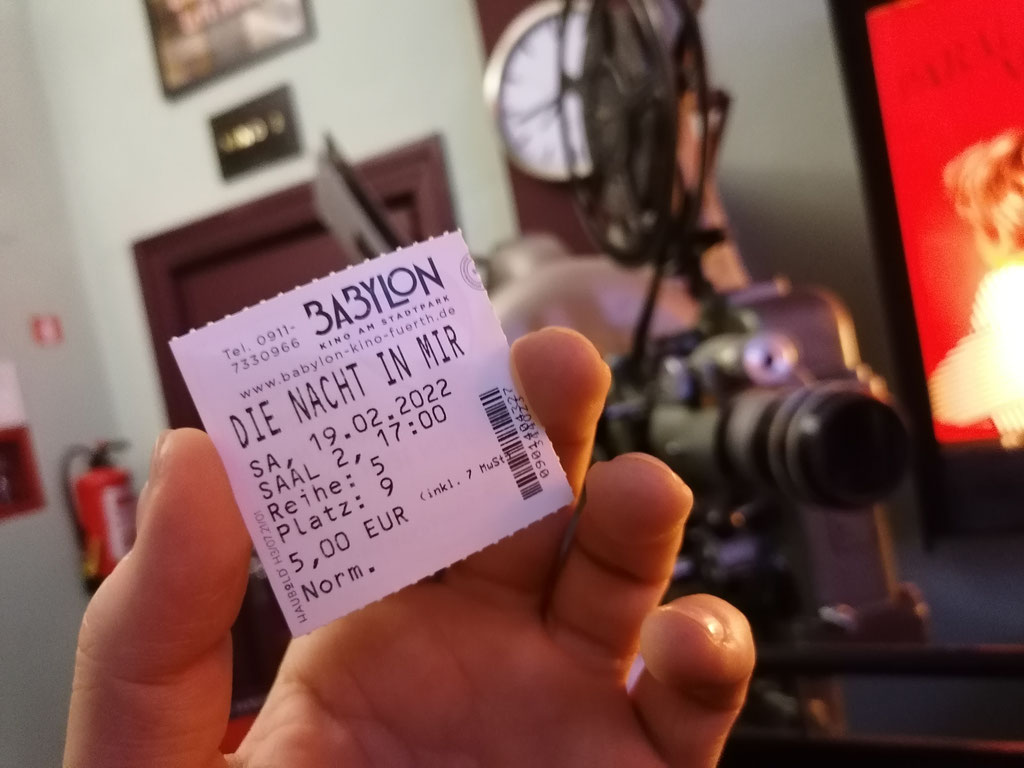 BABYLON
KINO AM STADTPARK
Tel. 0911-
7330966
www.babylon-kino-fuerth.de
DIE NACHT IN MIR
SA, 19.02.2022
SAAL 2, 17:00
Reihe: 5
Platz: 9
5,00 EUR
(inkl. 7 MwSt
Norm.